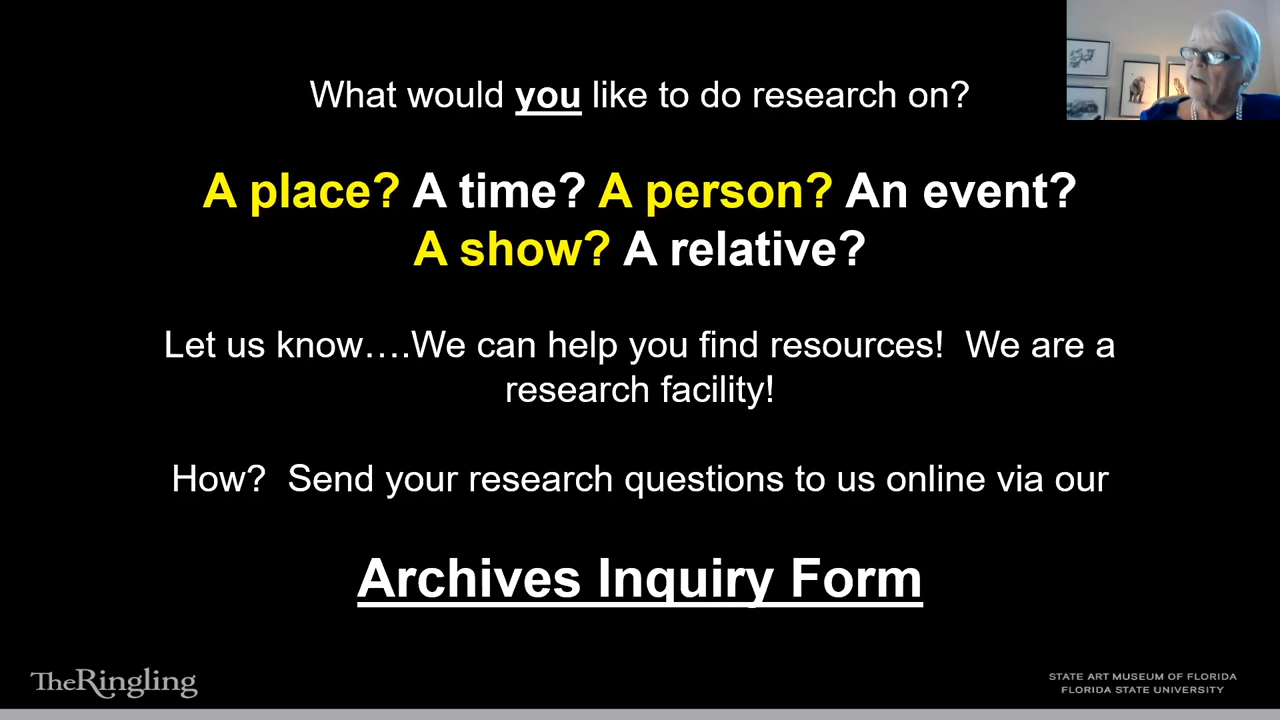 What would you like to do research on?
A place? A time? A person? An event?
A show? A relative?
Let us know….We can help you find resources!  We are a
research facility!
How?  Send your research questions to us online via our
Archives Inquiry Form
TheRingling
STATE ART MUSEUM OF FLORIDA
FLORIDA STATE UNIVERSITY